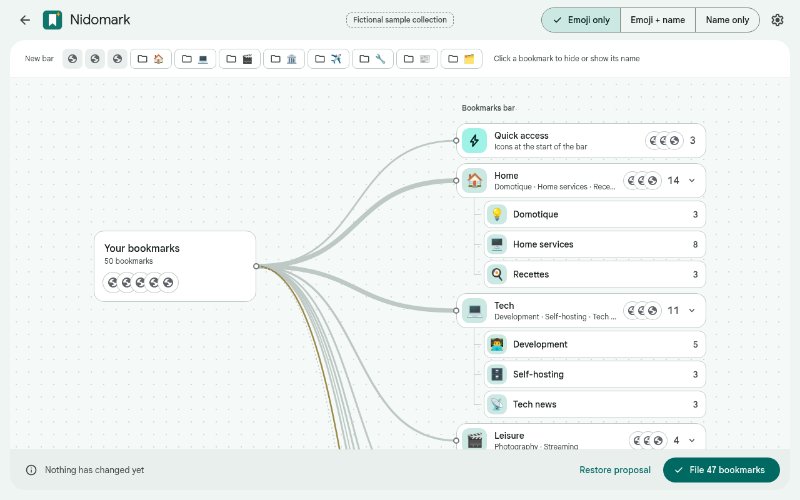 Nidomark
Fictional sample collection
Emoji only
Emoji + name
Name only
New bar
Click a bookmark to hide or show its name
Bookmarks bar
Quick access
Icons at the start of the bar
3
Home
Domotique · Home services · Rece...
14
Domotique
3
Home services
8
Recettes
3
Your bookmarks
50 bookmarks
Tech
Development · Self-hosting · Tech ...
11
Development
5
Self-hosting
3
Tech news
3
Leisure
Photography · Streaming
4
Nothing has changed yet
Restore proposal
File 47 bookmarks